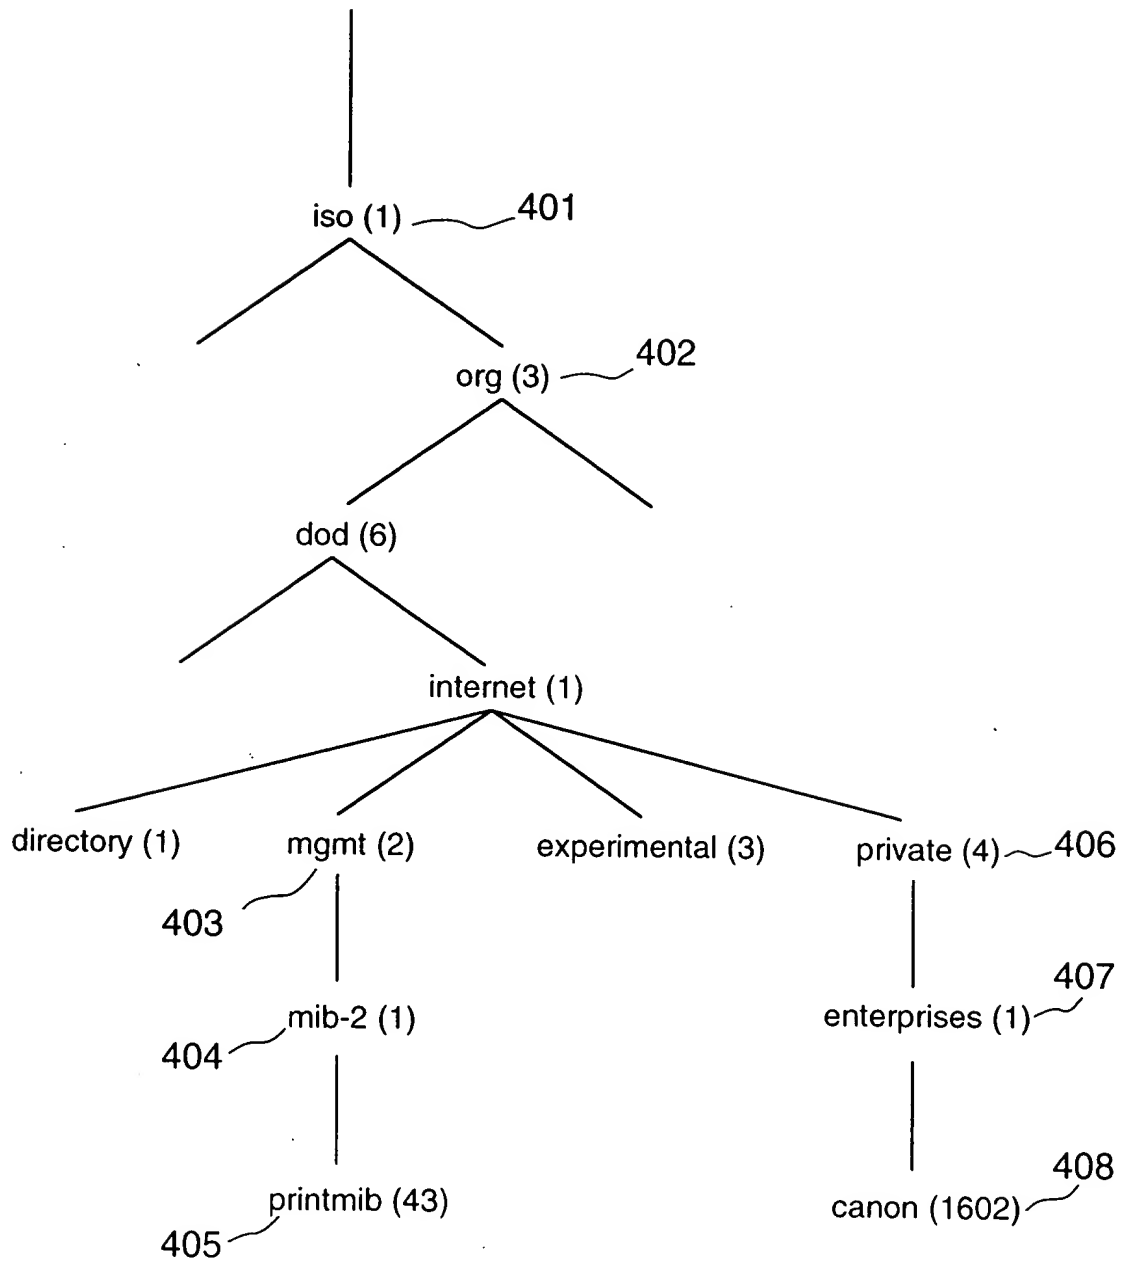 iso (1) 401
org (3) 402
dod (6)
internet (1)
directory (1) mgmt (2) experimental (3) private (4) 406
403
mib-2 (1) enterprises (1) 407
404
printmib (43) canon (1602) 408
405